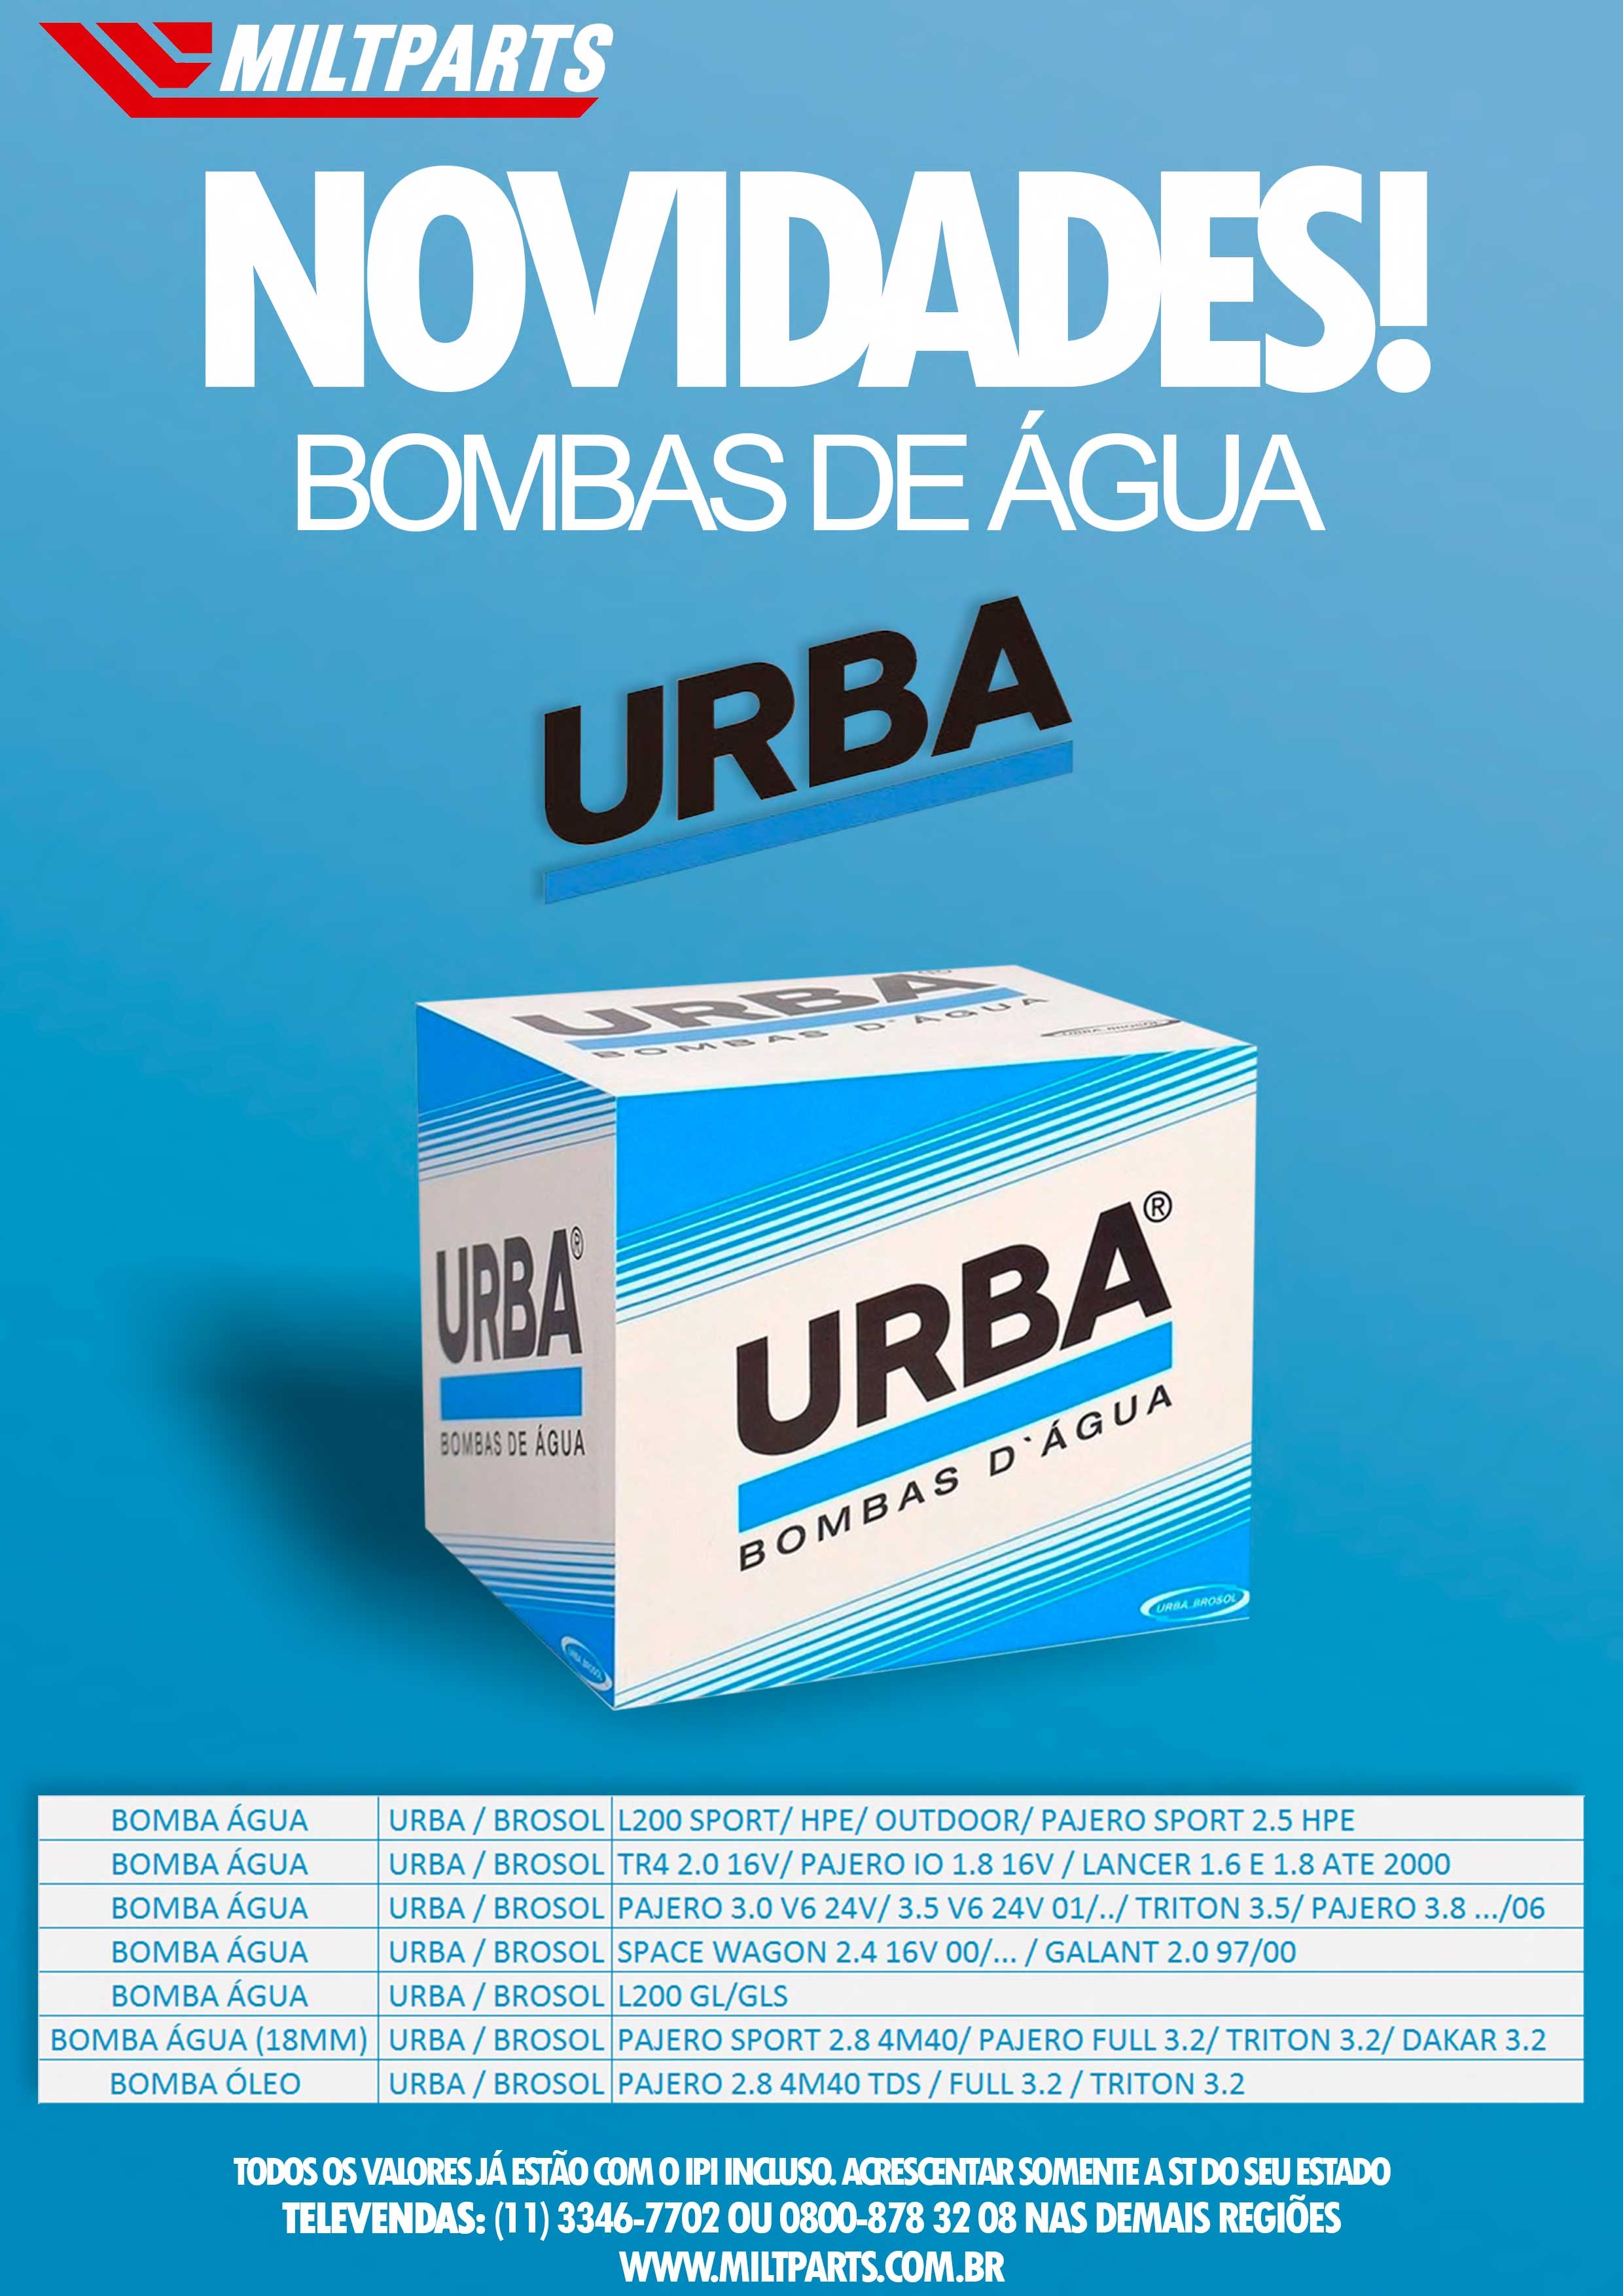 MILTPARTS
NOVIDADES!
BOMBAS DE ÁGUA
URBA
URBA®
BOMBAS D'ÁGUA
URBA®
BOMBAS DE ÁGUA
URBA®
BOMBAS D`ÁGUA
URBA_BROSOL
URBA_BROSOL
BOMBA ÁGUA URBA / BROSOL L200 SPORT/ HPE/ OUTDOOR/ PAJERO SPORT 2.5 HPE
BOMBA ÁGUA URBA / BROSOL TR4 2.0 16V/ PAJERO IO 1.8 16V / LANCER 1.6 E 1.8 ATE 2000
BOMBA ÁGUA URBA / BROSOL PAJERO 3.0 V6 24V/ 3.5 V6 24V 01/../ TRITON 3.5/ PAJERO 3.8 .../06
BOMBA ÁGUA URBA / BROSOL SPACE WAGON 2.4 16V 00/... / GALANT 2.0 97/00
BOMBA ÁGUA URBA / BROSOL L200 GL/GLS
BOMBA ÁGUA (18MM) URBA / BROSOL PAJERO SPORT 2.8 4M40/ PAJERO FULL 3.2/ TRITON 3.2/ DAKAR 3.2
BOMBA ÓLEO URBA / BROSOL PAJERO 2.8 4M40 TDS / FULL 3.2 / TRITON 3.2
TODOS OS VALORES JÁ ESTÃO COM O IPI INCLUSO. ACRESCENTAR SOMENTE A ST DO SEU ESTADO
TELEVENDAS: (11) 3346-7702 OU 0800-878 32 08 NAS DEMAIS REGIÕES
WWW.MILTPARTS.COM.BR